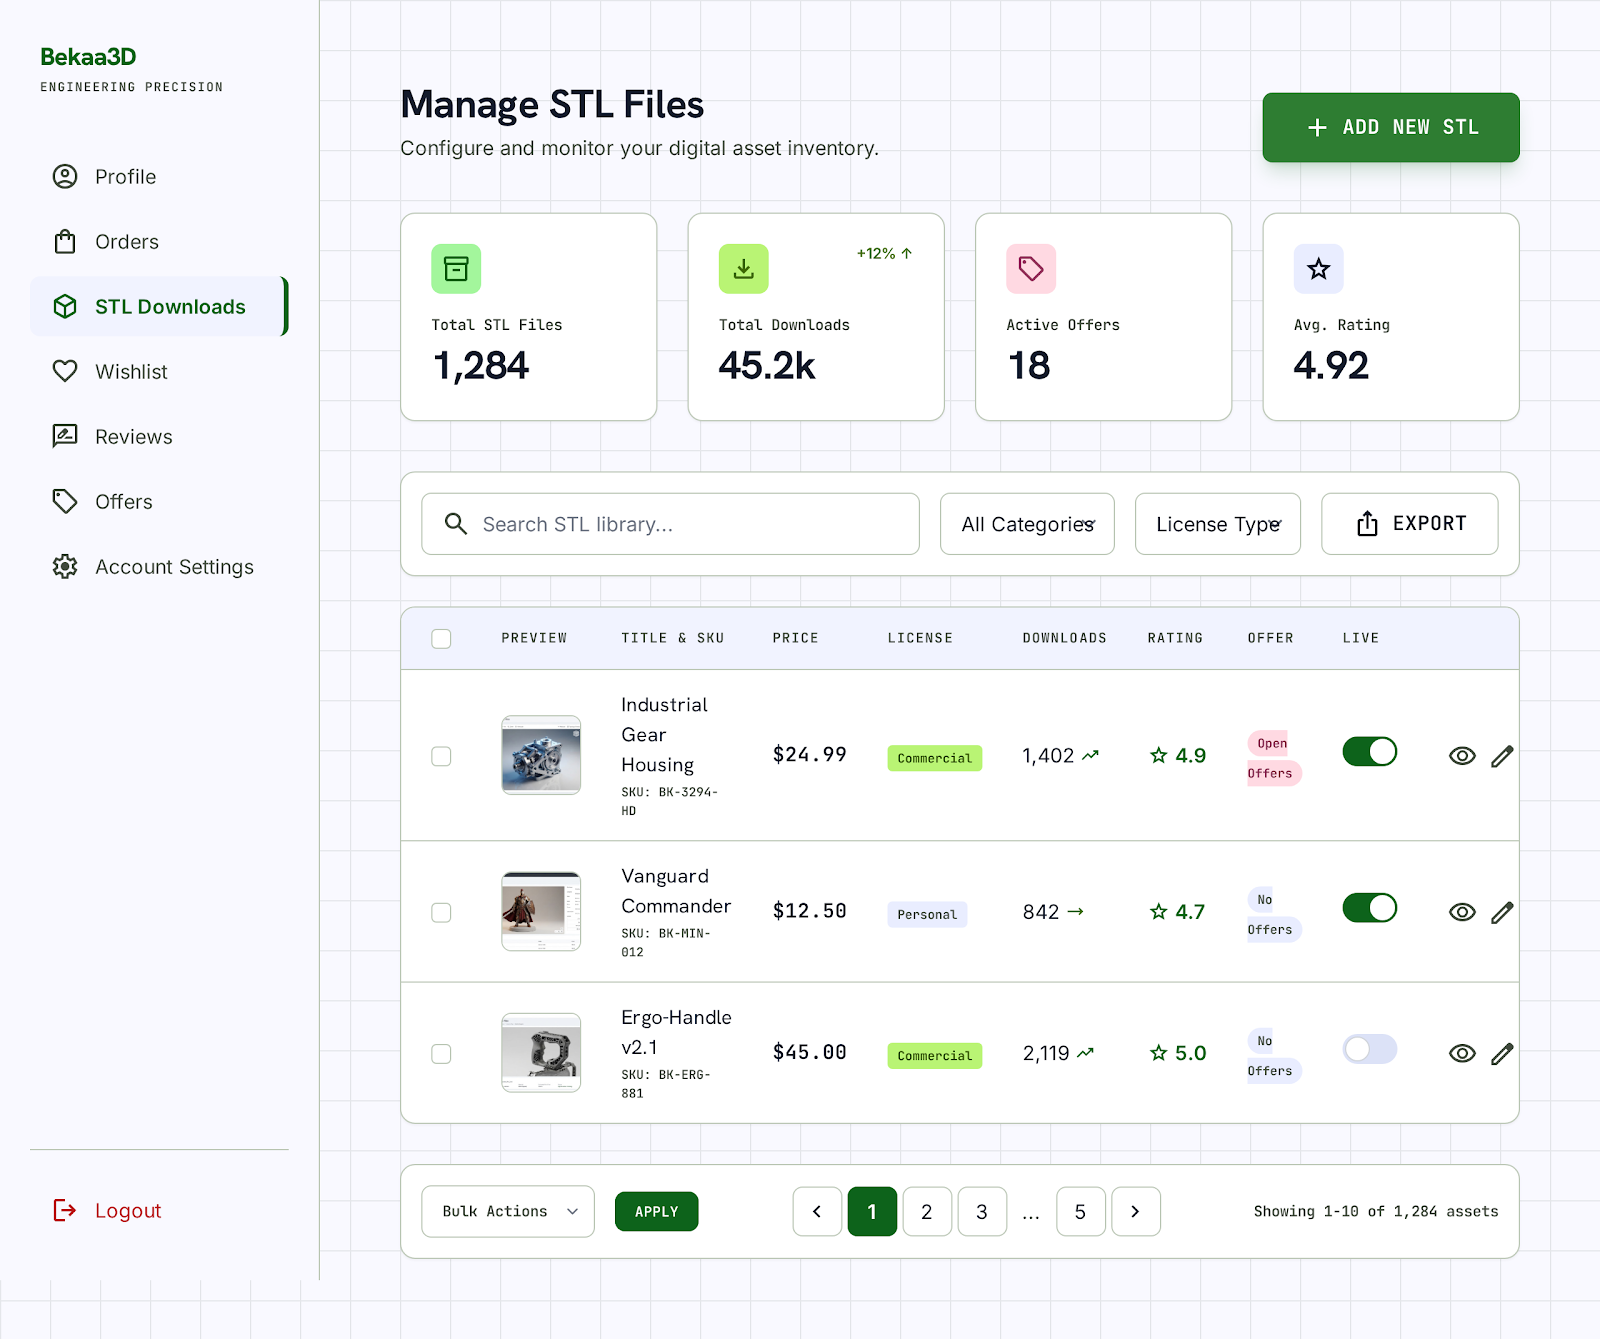 Bekaa3D
ENGINEERING PRECISION
Profile
Orders
STL Downloads
Wishlist
Reviews
Offers
Account Settings
Logout
Manage STL Files
Configure and monitor your digital asset inventory.
ADD NEW STL
Total STL Files
1,284
+12%
Total Downloads
45.2k
Active Offers
18
Avg. Rating
4.92
Search STL library...
All Categories
License Type
EXPORT
PREVIEW TITLE & SKU PRICE LICENSE DOWNLOADS RATING OFFER LIVE
Industrial
Gear
Housing
SKU: BK-3294-
HD
$24.99
Commercial
1,402
4.9
Open
Offers
Vanguard
Commander
SKU: BK-MIN-
012
$12.50
Personal
842
4.7
No
Offers
Ergo-Handle
v2.1
SKU: BK-ERG-
881
$45.00
Commercial
2,119
5.0
No
Offers
Bulk Actions
APPLY
1 2 3 ... 5
Showing 1-10 of 1,284 assets